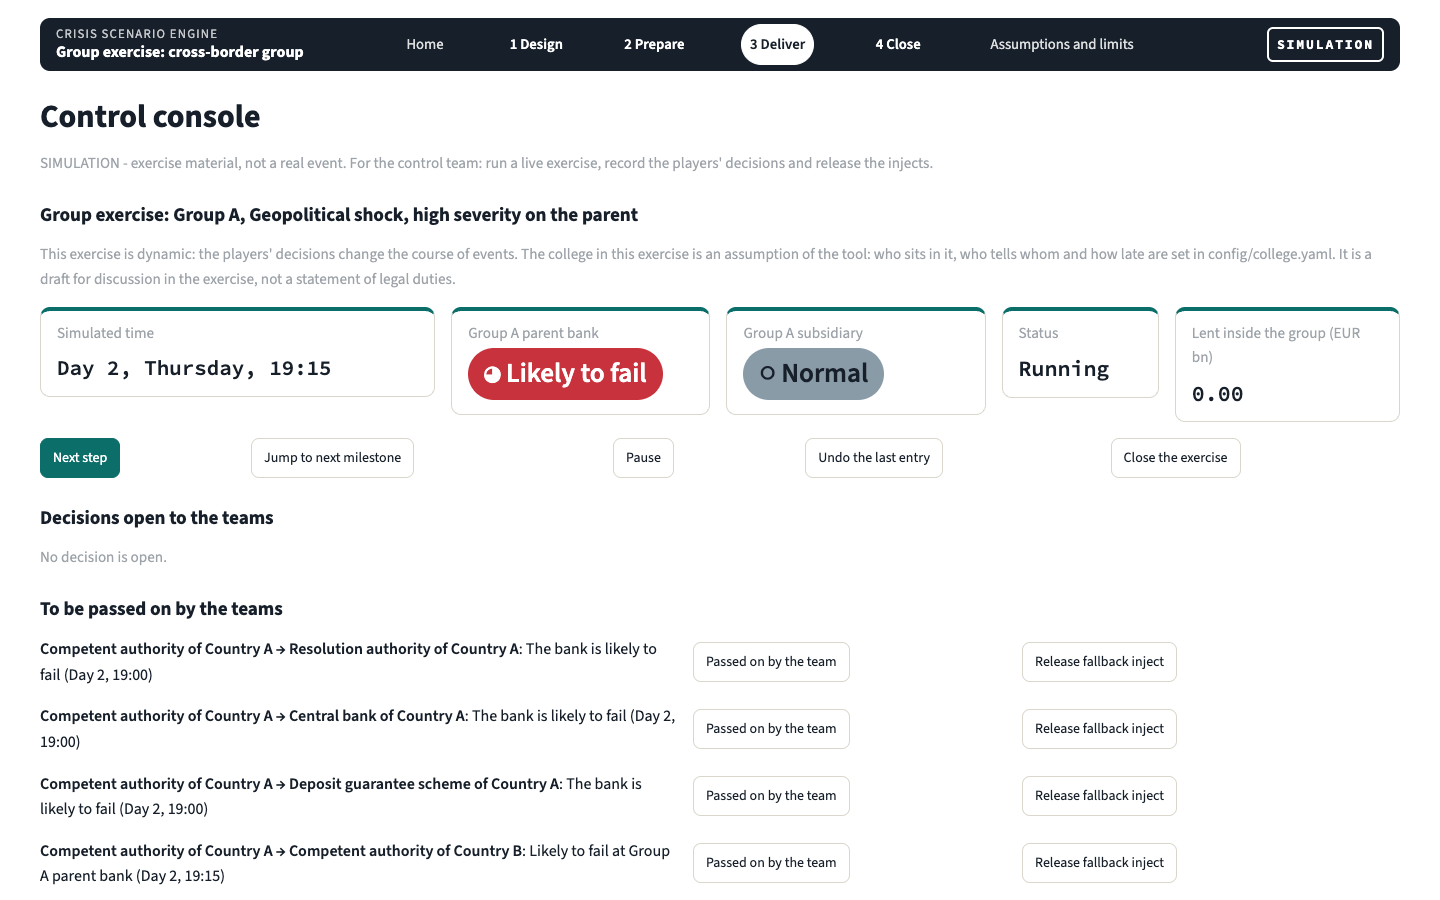 CRISIS SCENARIO ENGINE
Group exercise: cross-border group
Home
1 Design
2 Prepare
3 Deliver
4 Close
Assumptions and limits
SIMULATION
Control console
SIMULATION - exercise material, not a real event. For the control team: run a live exercise, record the players' decisions and release the injects.
Group exercise: Group A, Geopolitical shock, high severity on the parent
This exercise is dynamic: the players' decisions change the course of events. The college in this exercise is an assumption of the tool: who sits in it, who tells whom and how late are set in config/college.yaml. It is a
draft for discussion in the exercise, not a statement of legal duties.
Simulated time
Day 2, Thursday, 19:15
Group A parent bank
Likely to fail
Group A subsidiary
Normal
Status
Running
Lent inside the group (EUR
bn)
0.00
Next step
Jump to next milestone
Pause
Undo the last entry
Close the exercise
Decisions open to the teams
No decision is open.
To be passed on by the teams
Competent authority of Country A → Resolution authority of Country A: The bank is likely to
fail (Day 2, 19:00)
Passed on by the team
Release fallback inject
Competent authority of Country A → Central bank of Country A: The bank is likely to fail (Day 2,
19:00)
Passed on by the team
Release fallback inject
Competent authority of Country A → Deposit guarantee scheme of Country A: The bank is
likely to fail (Day 2, 19:00)
Passed on by the team
Release fallback inject
Competent authority of Country A → Competent authority of Country B: Likely to fail at Group
A parent bank (Day 2, 19:15)
Passed on by the team
Release fallback inject